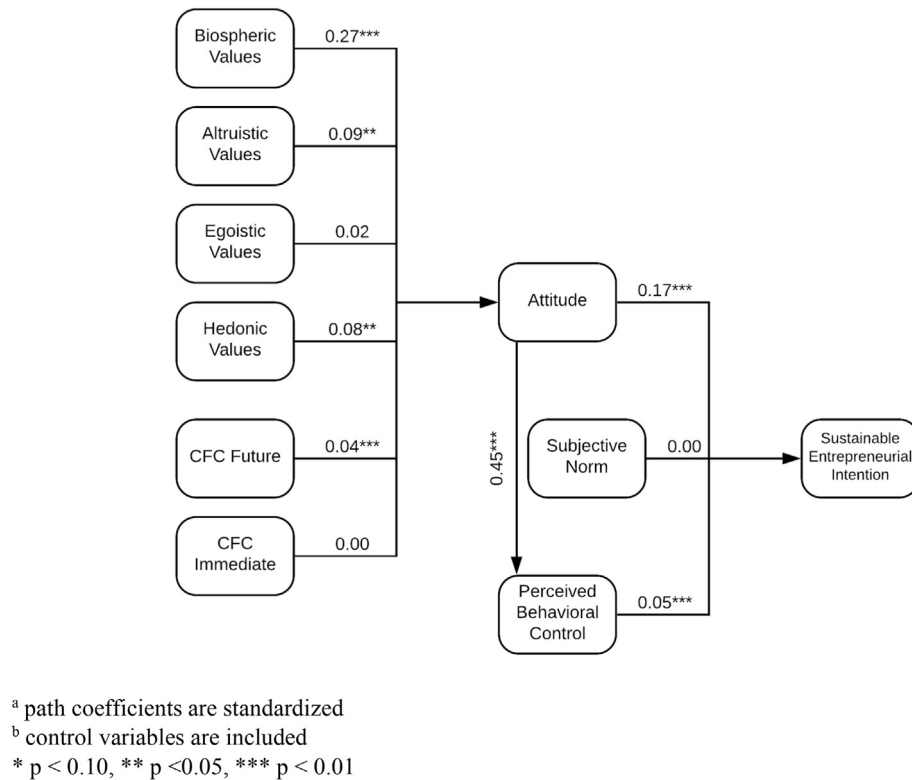 Biospheric
Values
0.27***
Altruistic
Values
0.09**
Egoistic
Values
0.02
Hedonic
Values
0.08**
CFC Future
0.04***
CFC
Immediate
0.00
Attitude
0.17***
0.45***
Subjective
Norm
0.00
Perceived
Behavioral
Control
0.05***
Sustainable
Entrepreneurial
Intention
a path coefficients are standardized
b control variables are included
* p < 0.10, ** p <0.05, *** p < 0.01